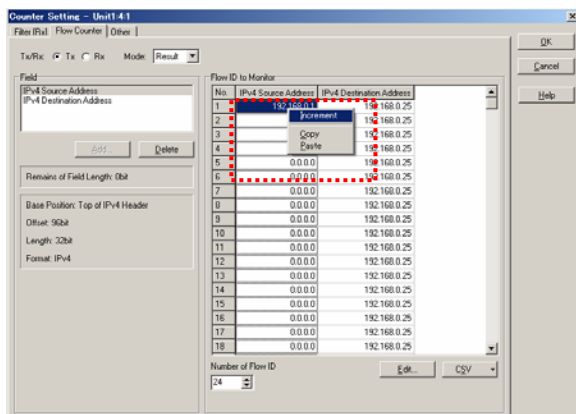 Counter Setting - Unit1:4:1
Filter [Rx] Flow Counter Other
OK
Cancel
Help
Tx/Rx: Tx Rx Mode: Result
Field
IPv4 Source Address
IPv4 Destination Address
Add... Delete
Remains of Field Length: 0bit
Base Position: Top of IPv4 Header
Offset: 96bit
Length: 32bit
Format: IPv4
Flow ID to Monitor
No. IPv4 Source Address IPv4 Destination Address
1 192.168.0.1 192.168.0.25
2 192.168.0.25
3 192.168.0.25
4 192.168.0.25
Increment
Copy
Paste
5 0.0.0.0 192.168.0.25
6 0.0.0.0 192.168.0.25
7 0.0.0.0 192.168.0.25
8 0.0.0.0 192.168.0.25
9 0.0.0.0 192.168.0.25
10 0.0.0.0 192.168.0.25
11 0.0.0.0 192.168.0.25
12 0.0.0.0 192.168.0.25
13 0.0.0.0 192.168.0.25
14 0.0.0.0 192.168.0.25
15 0.0.0.0 192.168.0.25
16 0.0.0.0 192.168.0.25
17 0.0.0.0 192.168.0.25
18 0.0.0.0 192.168.0.25
Number of Flow ID
24
Edit... CSV